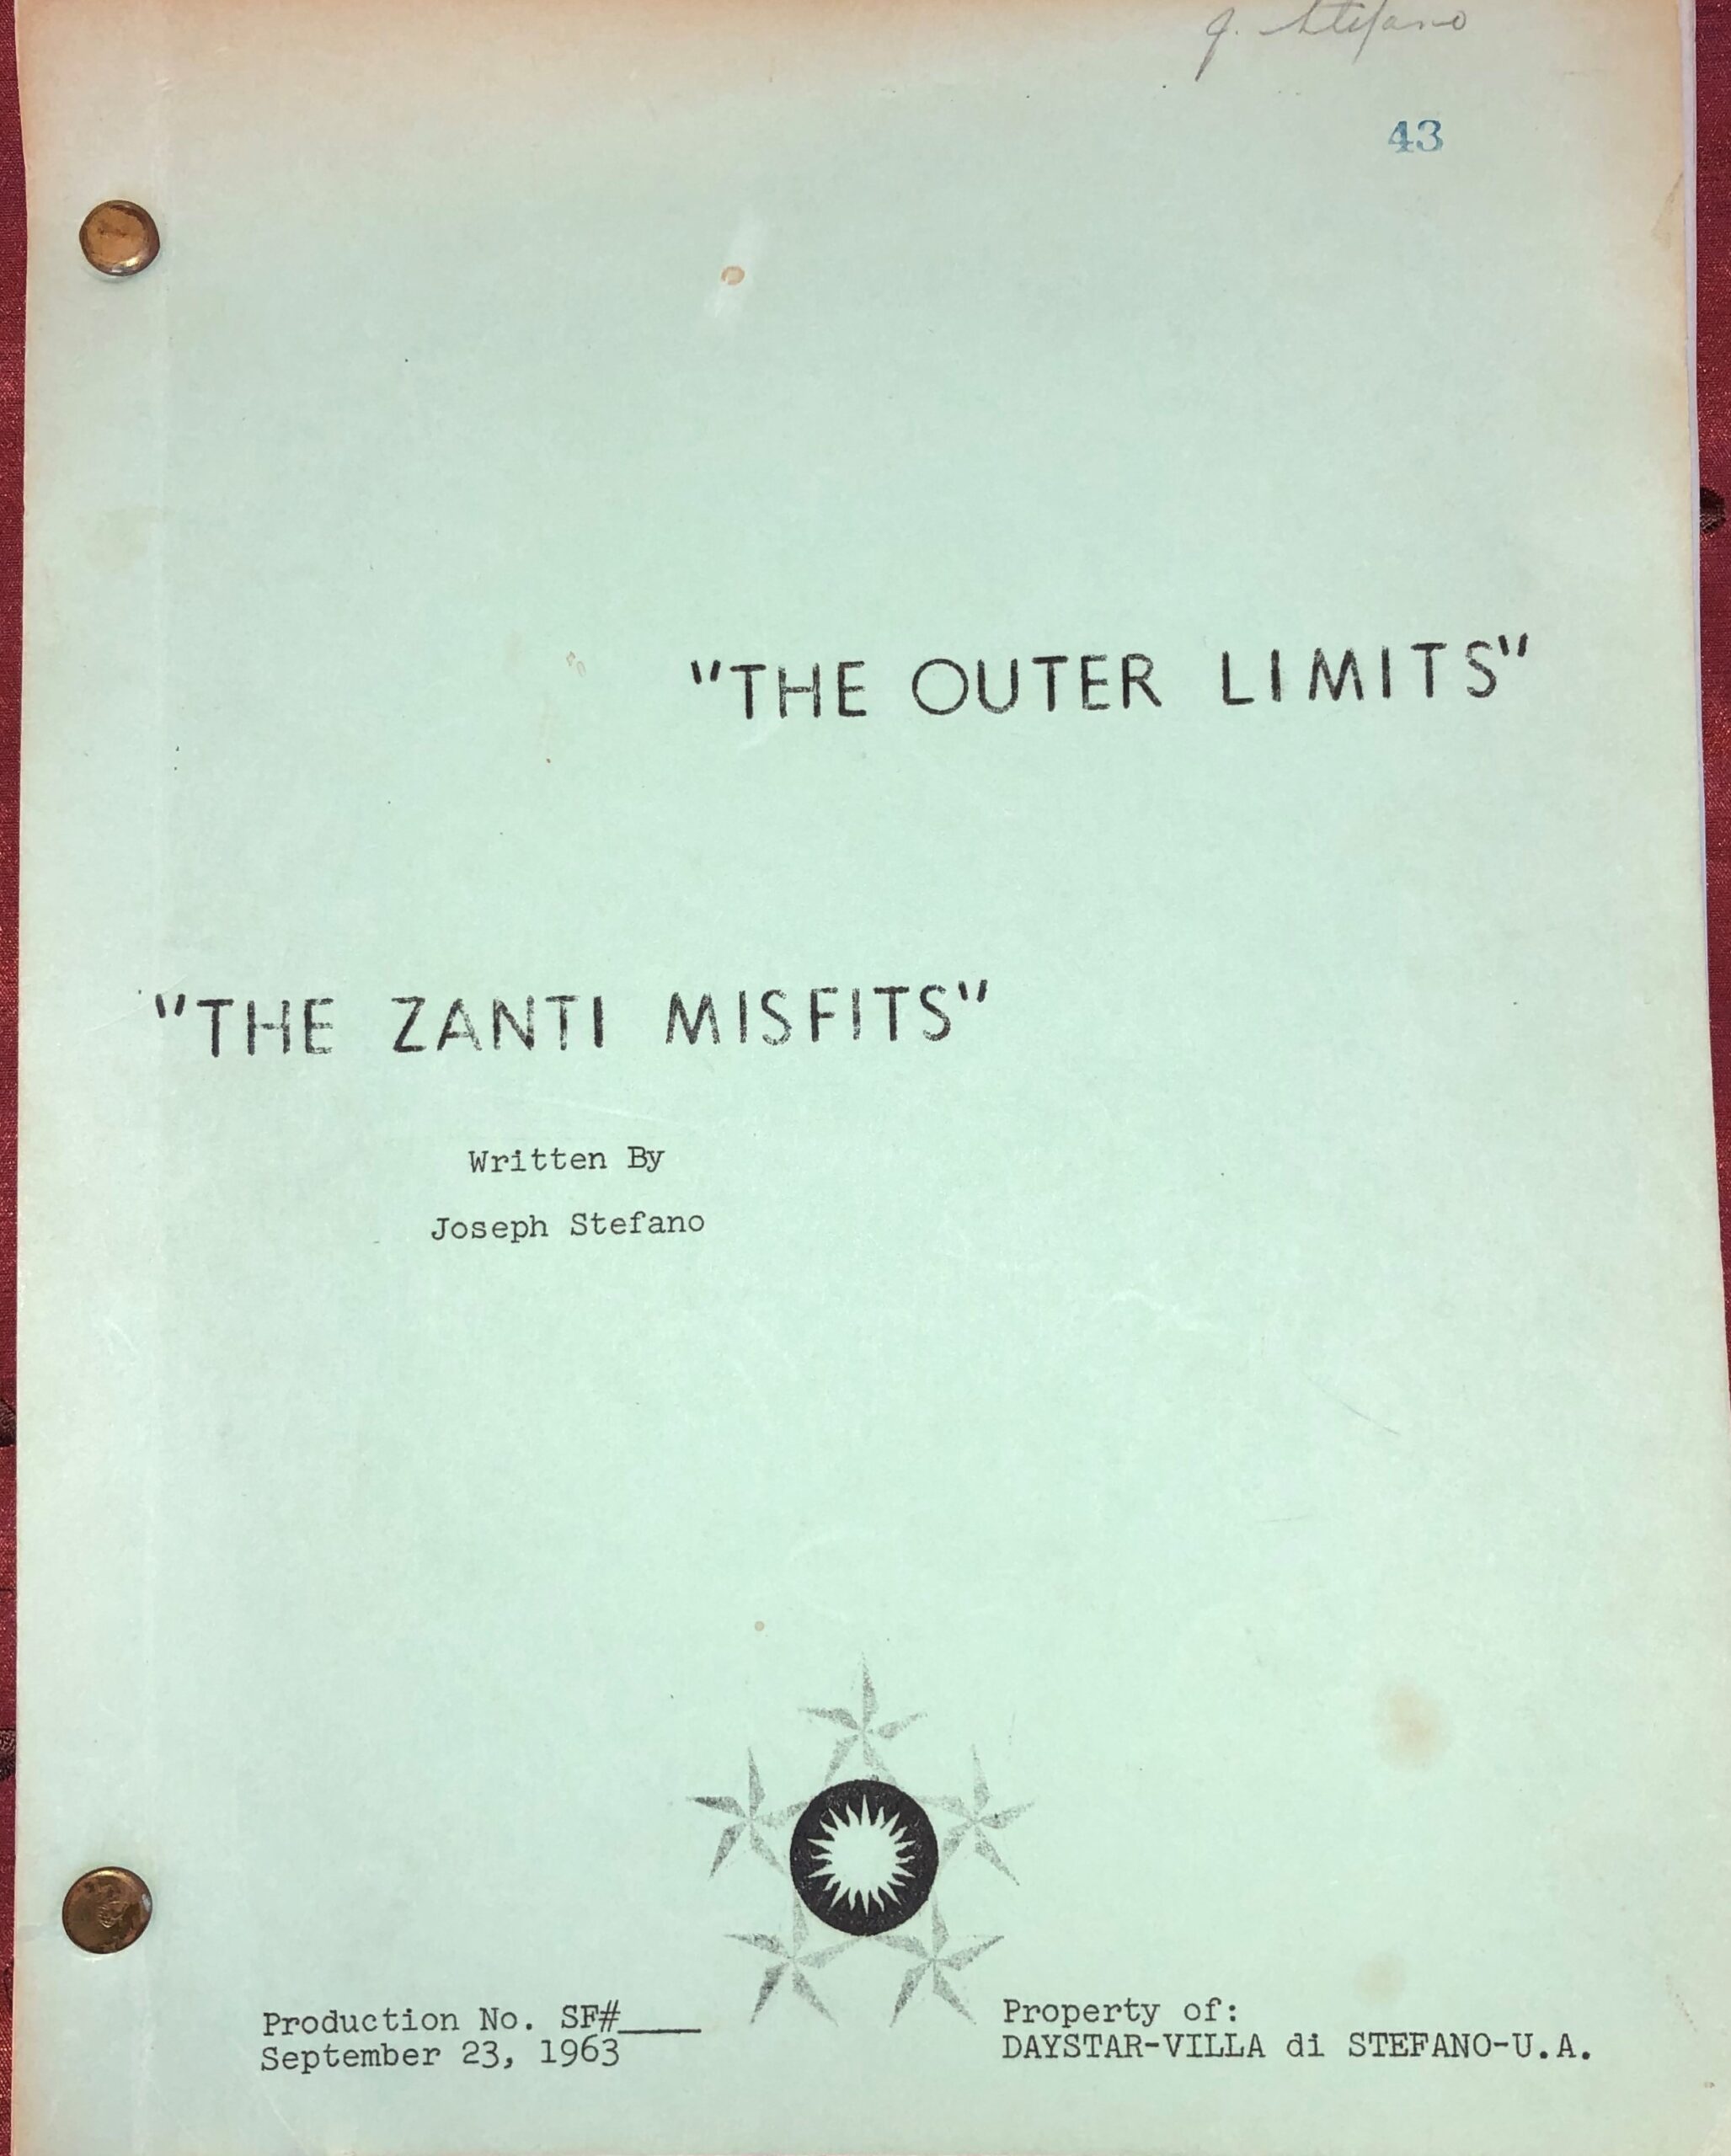 J. Stefano
43
"THE OUTER LIMITS"
"THE ZANTI MISFITS"
Written By
Joseph Stefano
Production No. SF#____
September 23, 1963
Property of:
DAYSTAR-VILLA di STEFANO-U.A.